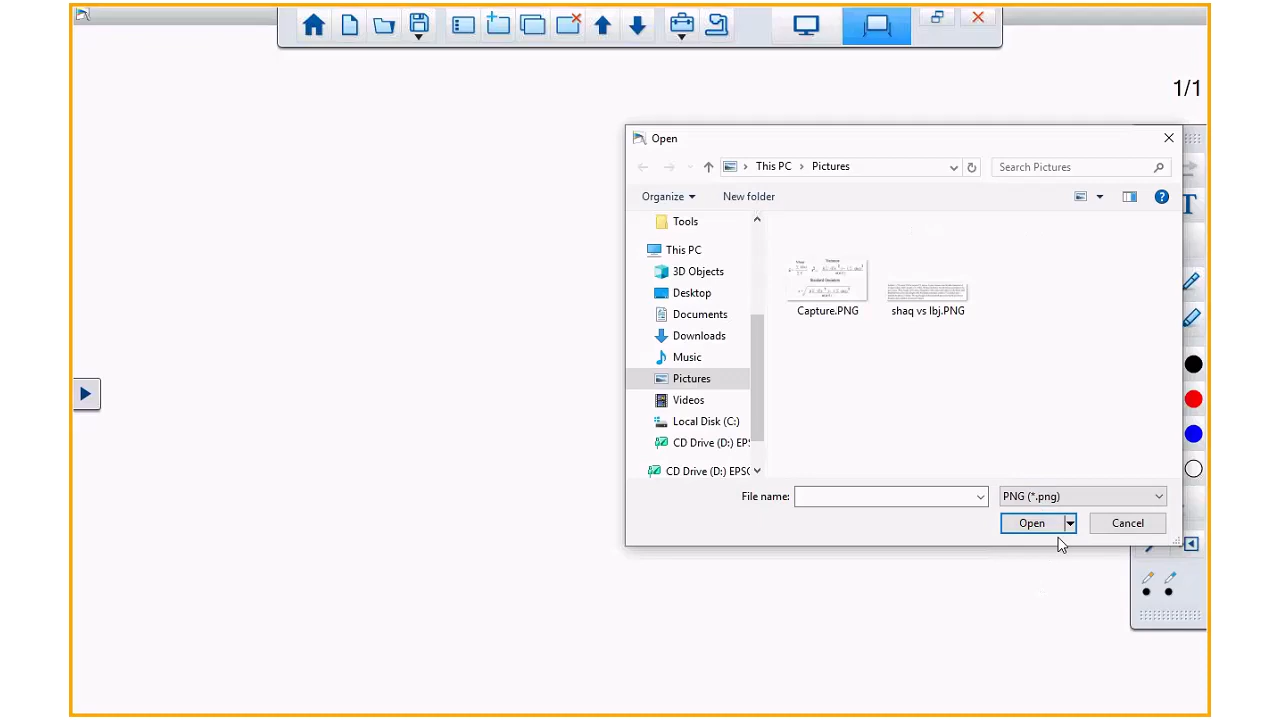 1/1
Open
This PC
Pictures
Search Pictures
Organize
New folder
Tools
This PC
3D Objects
Desktop
Documents
Downloads
Music
Pictures
Videos
Local Disk (C:)
CD Drive (D:) EPS
CD Drive (D:) EPSO
Capture.PNG
shaq vs lbj.PNG
File name:
PNG (*.png)
Open
Cancel
T